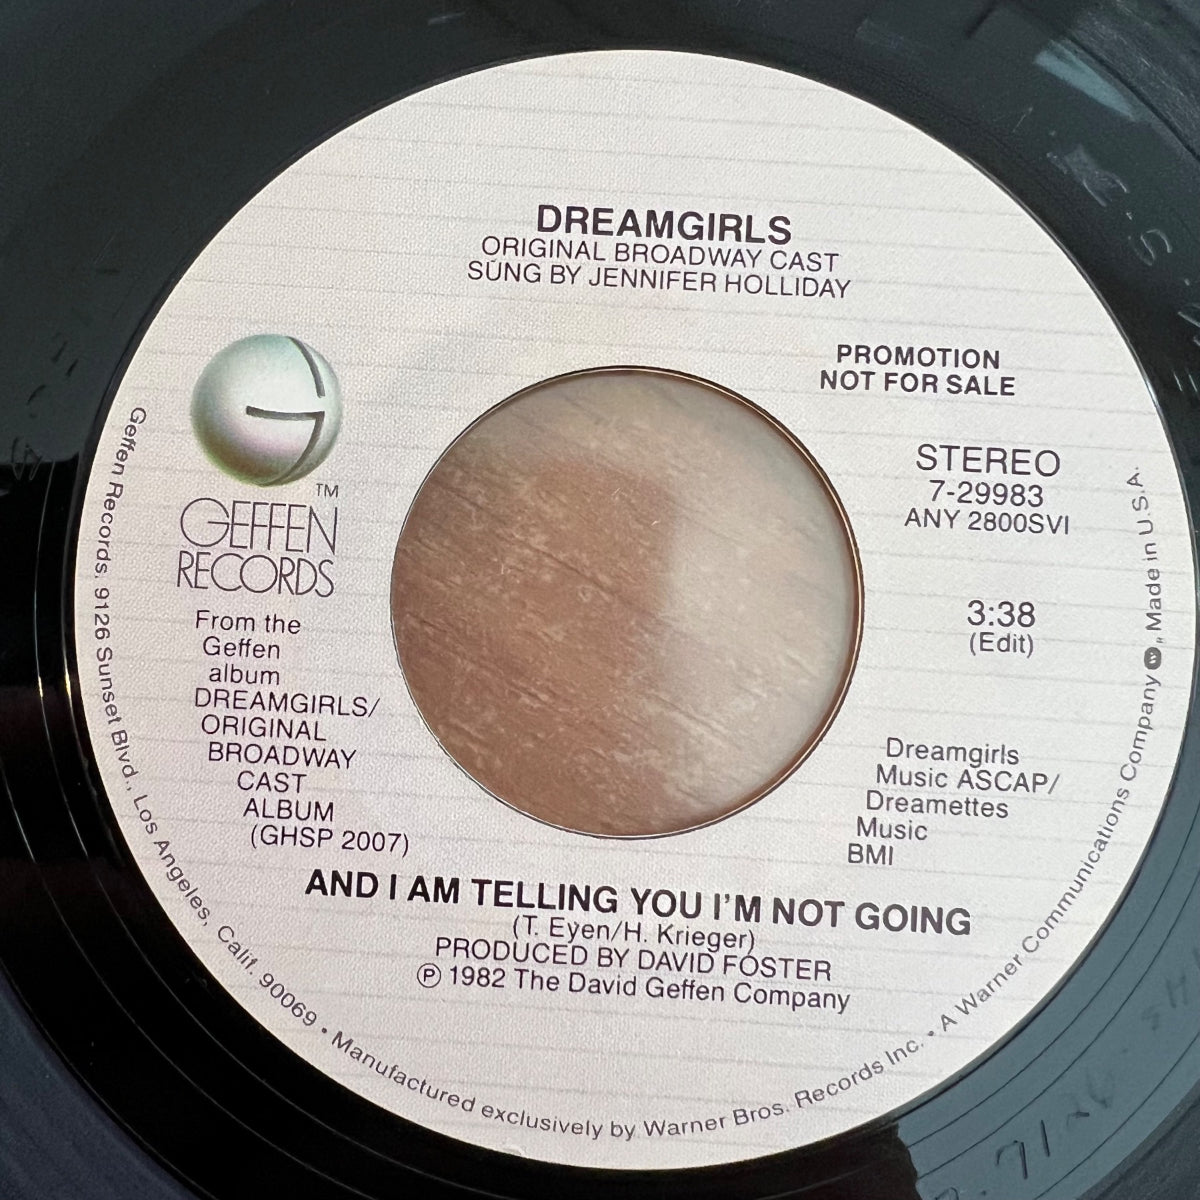 DREAMGIRLS
ORIGINAL BROADWAY CAST
SUNG BY JENNIFER HOLLIDAY
PROMOTION
NOT FOR SALE
STEREO
7-29983
ANY 2800SVI
3:38
(Edit)
TM
GEFFEN
RECORDS
From the
Geffen
album
DREAMGIRLS/
ORIGINAL
BROADWAY
CAST
ALBUM
(GHSP 2007)
Dreamgirls
Music ASCAP/
Dreamettes
Music
BMI
AND I AM TELLING YOU I'M NOT GOING
(T. Eyen/H. Krieger)
PRODUCED BY DAVID FOSTER
℗ 1982 The David Geffen Company
Geffen Records, 9126 Sunset Blvd., Los Angeles, Calif. 90069 • Manufactured exclusively by Warner Bros. Records Inc. • A Warner Communications Company, Made in U.S.A.